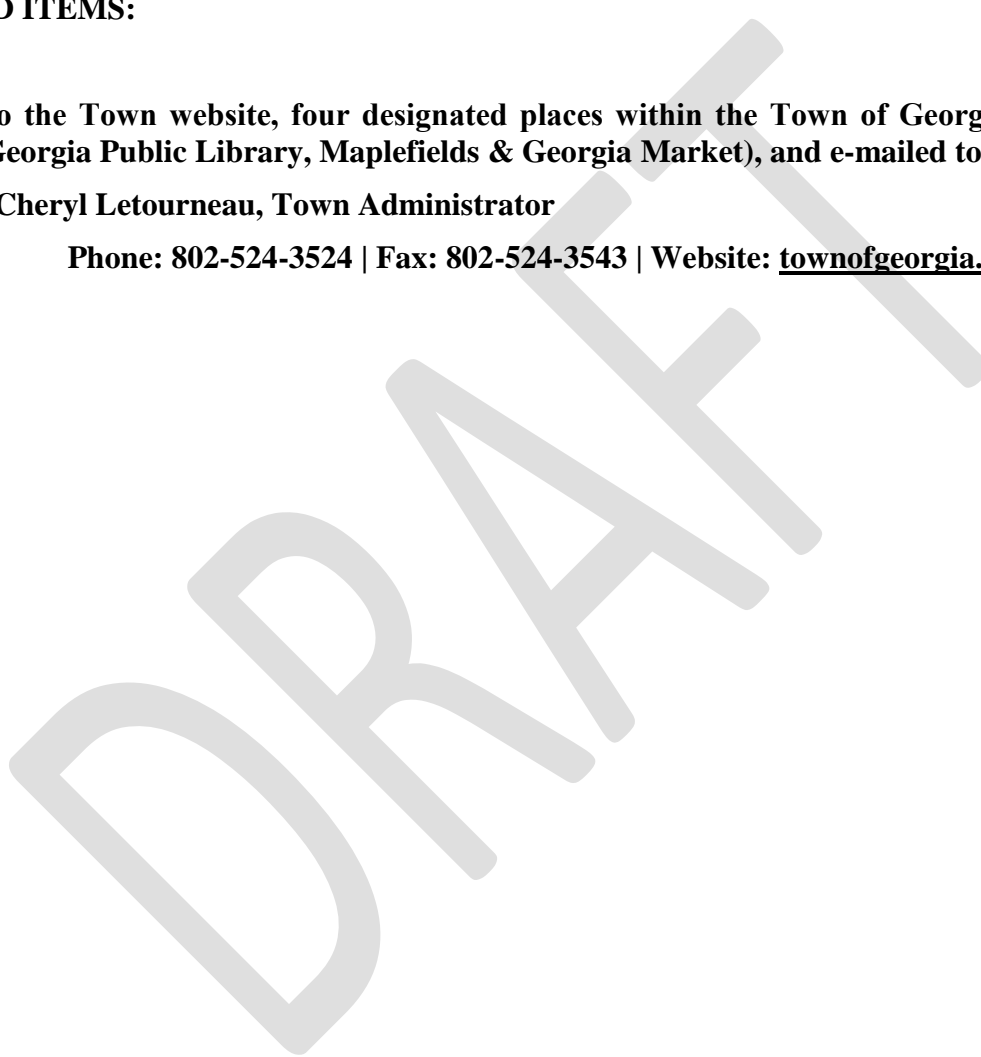 D ITEMS:
o the Town website, four designated places within the Town of Georg
Georgia Public Library, Maplefields & Georgia Market), and e-mailed to
Cheryl Letourneau, Town Administrator
Phone: 802-524-3524 | Fax: 802-524-3543 | Website: townofgeorgia.
DRAFT